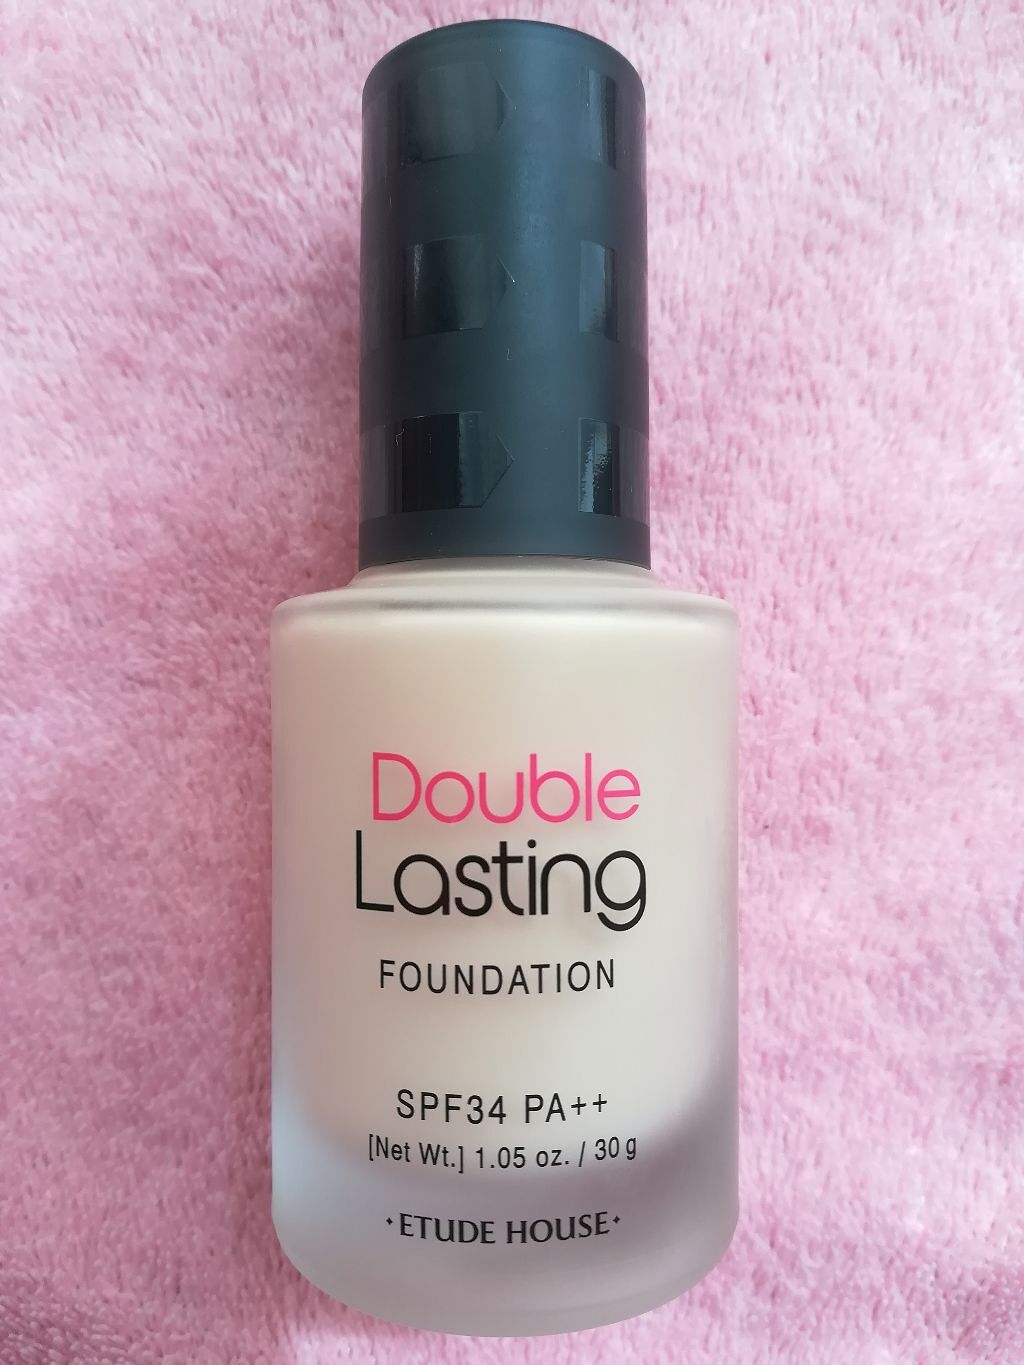 Double
Lasting
FOUNDATION
SPF34 PA++
[Net Wt.] 1.05 oz. / 30 g
ETUDE HOUSE